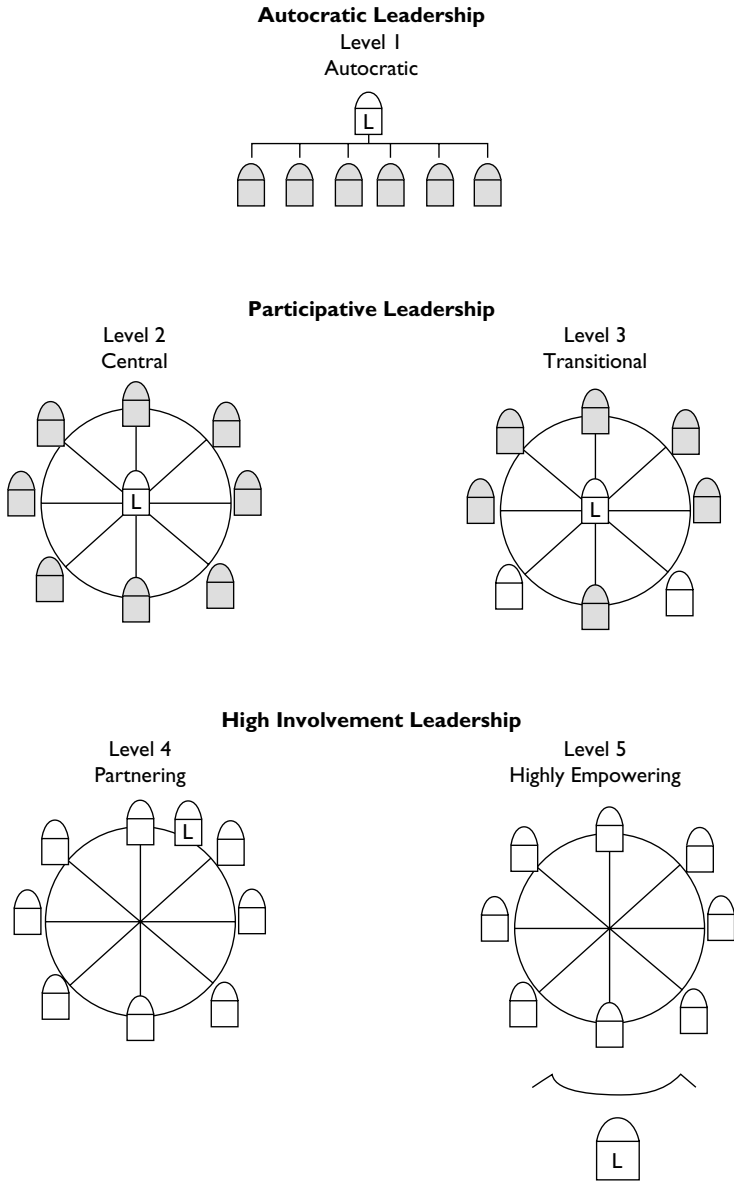 Autocratic Leadership
Level 1
Autocratic
L
Participative Leadership
Level 2
Central
L
Level 3
Transitional
L
High Involvement Leadership
Level 4
Partnering
L
Level 5
Highly Empowering
L